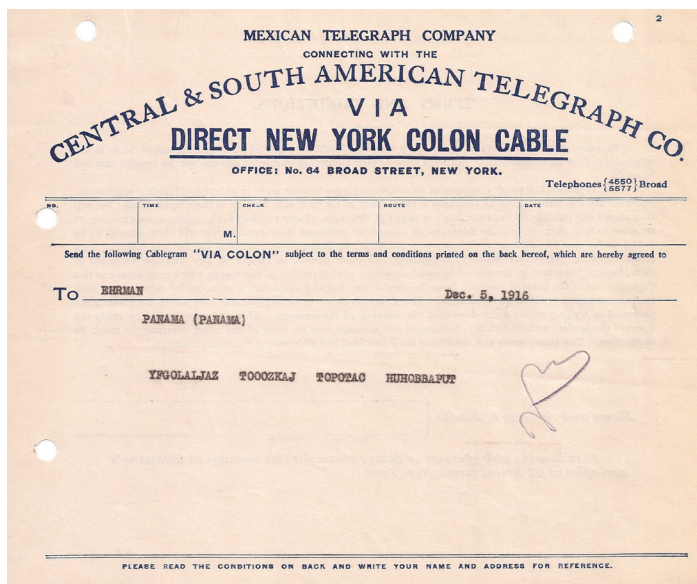 2
MEXICAN TELEGRAPH COMPANY
CONNECTING WITH THE
CENTRAL & SOUTH AMERICAN TELEGRAPH CO.
VIA
DIRECT NEW YORK COLON CABLE
OFFICE: No. 64 BROAD STREET, NEW YORK.
Telephones {4550 5577} Broad
NO. TIME CHECK ROUTE DATE
M.
Send the following Cablegram "VIA COLON" subject to the terms and conditions printed on the back hereof, which are hereby agreed to
To EHRMAN Dec. 5, 1916
PANAMA (PANAMA)
YFGOLALJAZ TOOOZKAJ TOPOTAC HUHOBBAPUT
PLEASE READ THE CONDITIONS ON BACK AND WRITE YOUR NAME AND ADDRESS FOR REFERENCE.